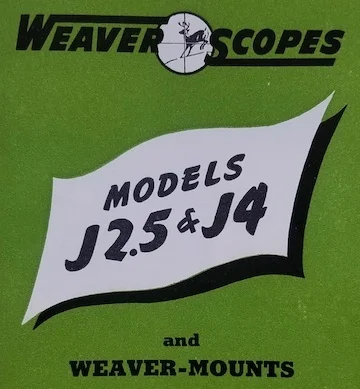 WEAVER SCOPES
MODELS
J2.5 & J4
and
WEAVER-MOUNTS